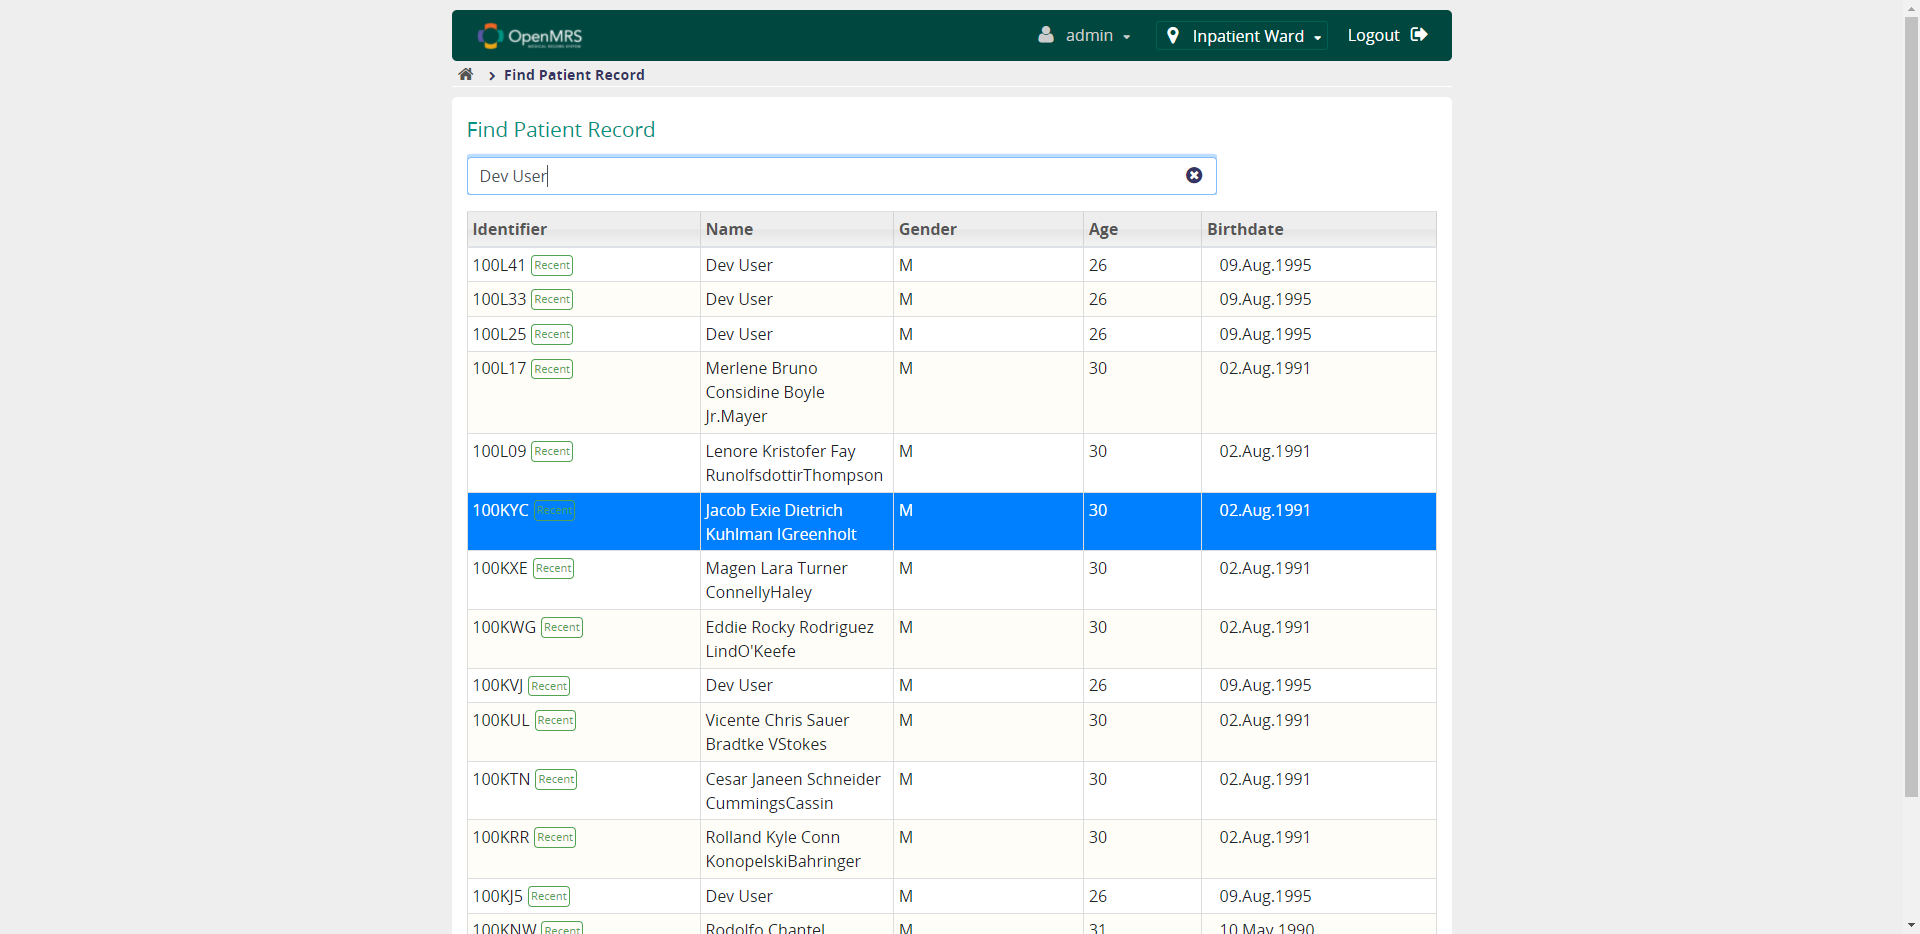 OpenMRS
admin
Inpatient Ward
Logout
Find Patient Record
Find Patient Record
Dev User
Identifier Name Gender Age Birthdate
100L41 Recent Dev User M 26 09.Aug.1995
100L33 Recent Dev User M 26 09.Aug.1995
100L25 Recent Dev User M 26 09.Aug.1995
100L17 Recent Merlene Bruno M 30 02.Aug.1991
Considine Boyle
Jr.Mayer
100L09 Recent Lenore Kristofer Fay M 30 02.Aug.1991
RunolfsdottirThompson
100KYC Recent Jacob Exie Dietrich M 30 02.Aug.1991
Kuhlman IGreenholt
100KXE Recent Magen Lara Turner M 30 02.Aug.1991
ConnellyHaley
100KWG Recent Eddie Rocky Rodriguez M 30 02.Aug.1991
LindO'Keefe
100KVJ Recent Dev User M 26 09.Aug.1995
100KUL Recent Vicente Chris Sauer M 30 02.Aug.1991
Bradtke VStokes
100KTN Recent Cesar Janeen Schneider M 30 02.Aug.1991
CummingsCassin
100KRR Recent Rolland Kyle Conn M 30 02.Aug.1991
KonopelskiBahringer
100KJ5 Recent Dev User M 26 09.Aug.1995
100KNW Recent Rodolfo Chantel M 31 10.May.1990